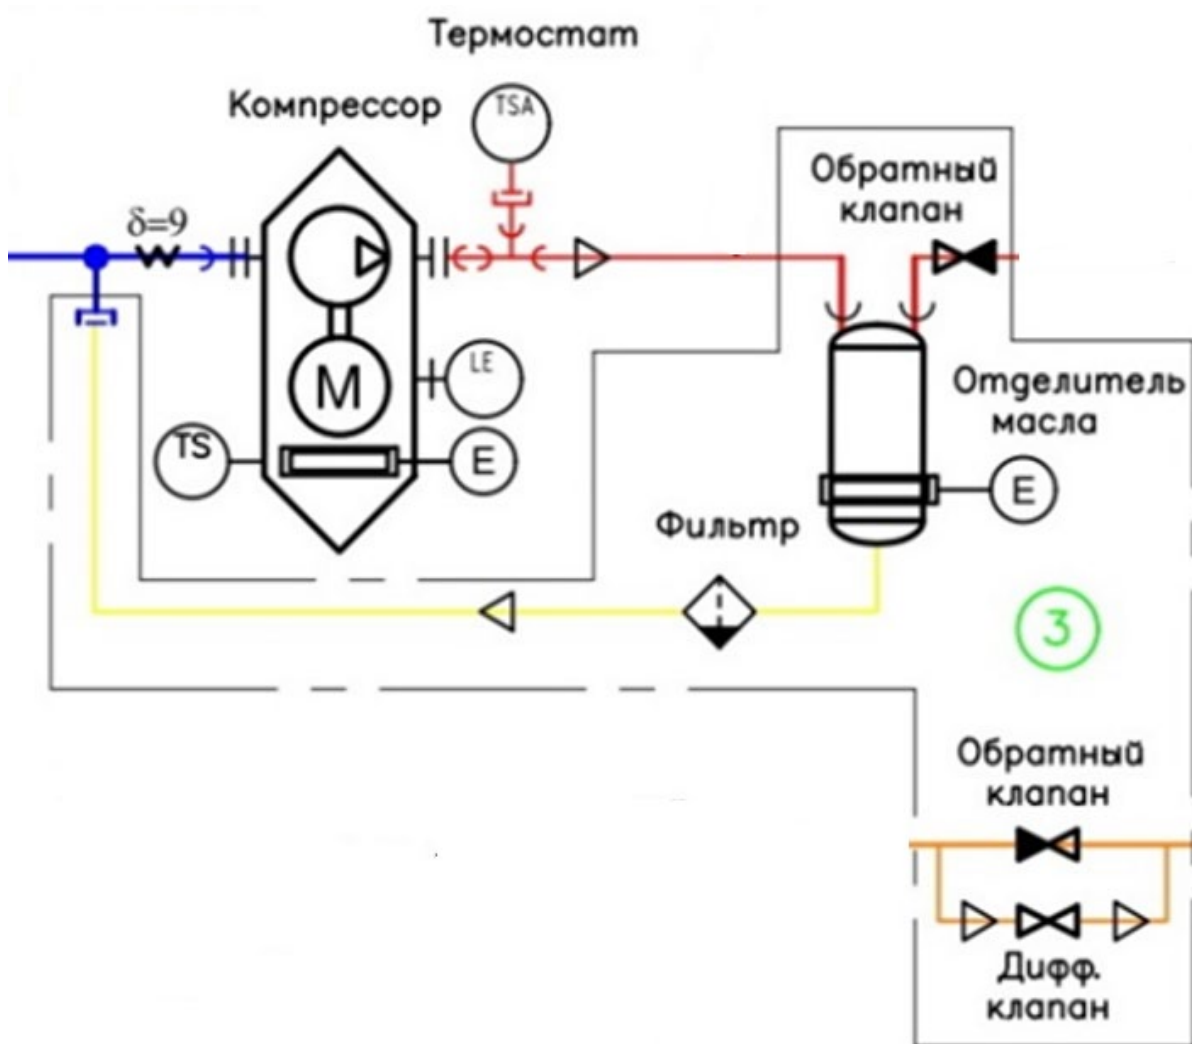 Термостат
TSA
Компрессор
Обратный
клапан
δ=9
LE
M
TS
E
Отделитель
масла
E
Фильтр
3
Обратный
клапан
Дифф.
клапан